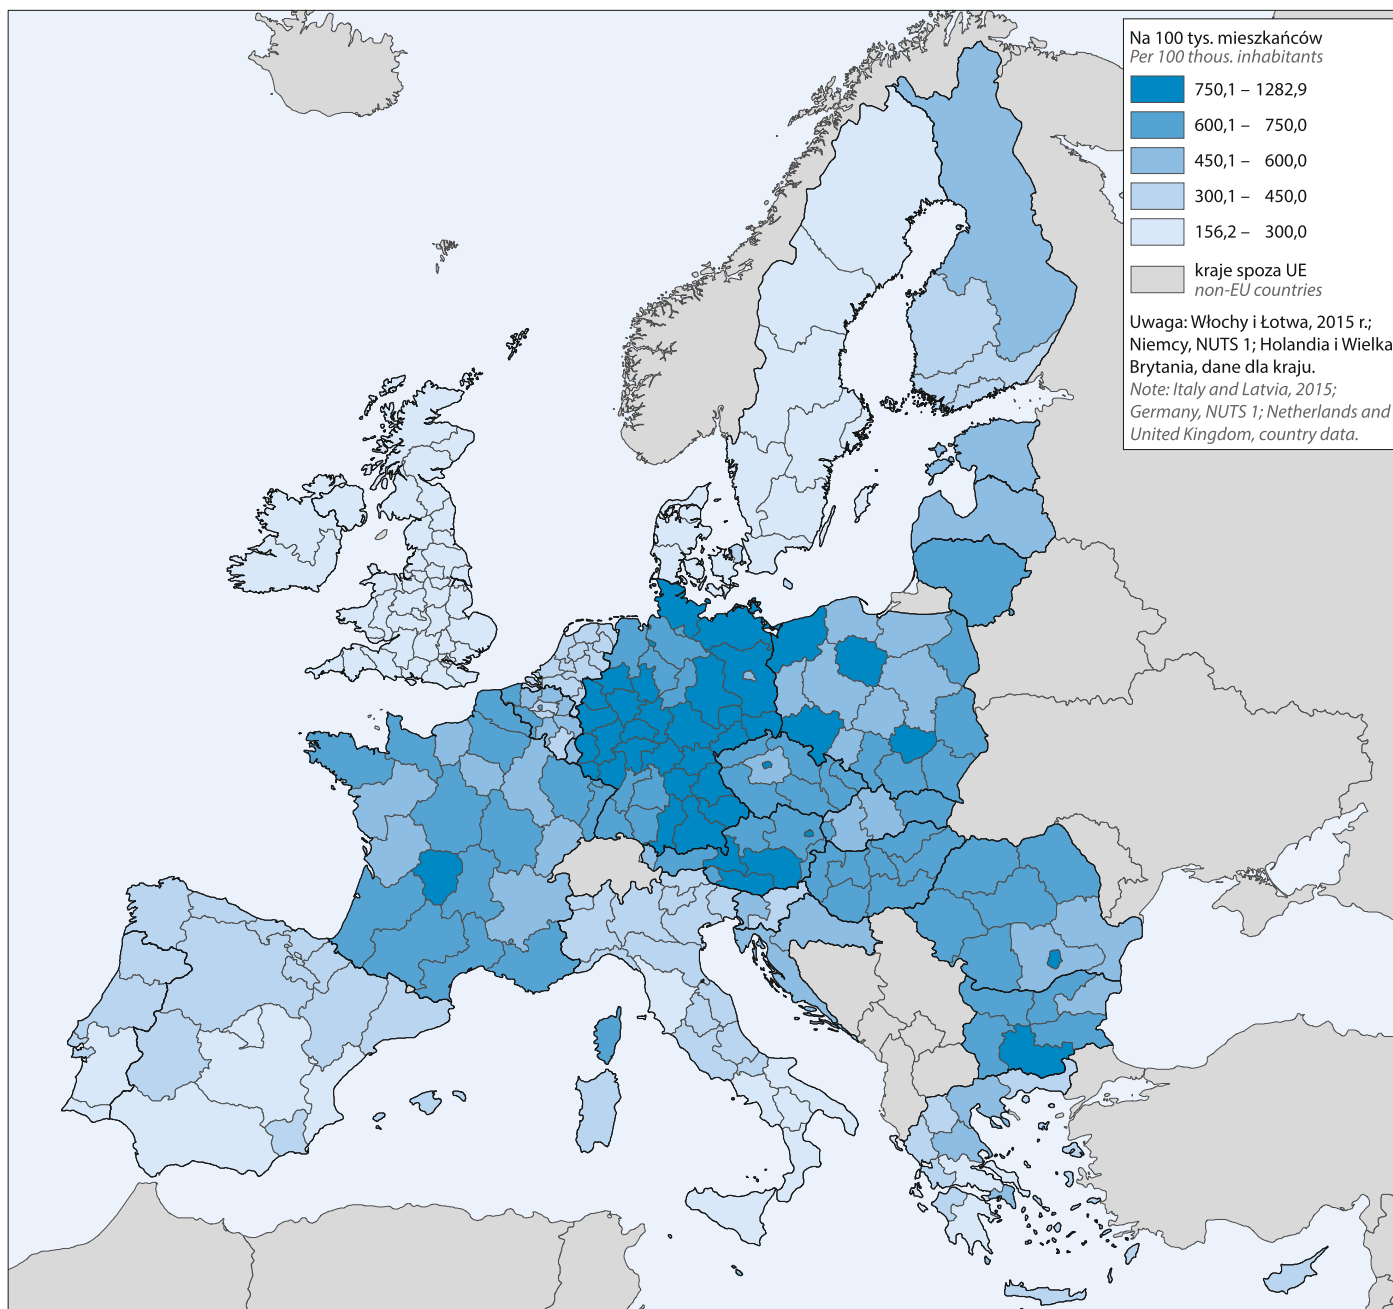 Na 100 tys. mieszkańców
Per 100 thous. inhabitants
750,1 – 1282,9
600,1 – 750,0
450,1 – 600,0
300,1 – 450,0
156,2 – 300,0
kraje spoza UE
non-EU countries
Uwaga: Włochy i Łotwa, 2015 r.;
Niemcy, NUTS 1; Holandia i Wielka
Brytania, dane dla kraju.
Note: Italy and Latvia, 2015;
Germany, NUTS 1; Netherlands and
United Kingdom, country data.